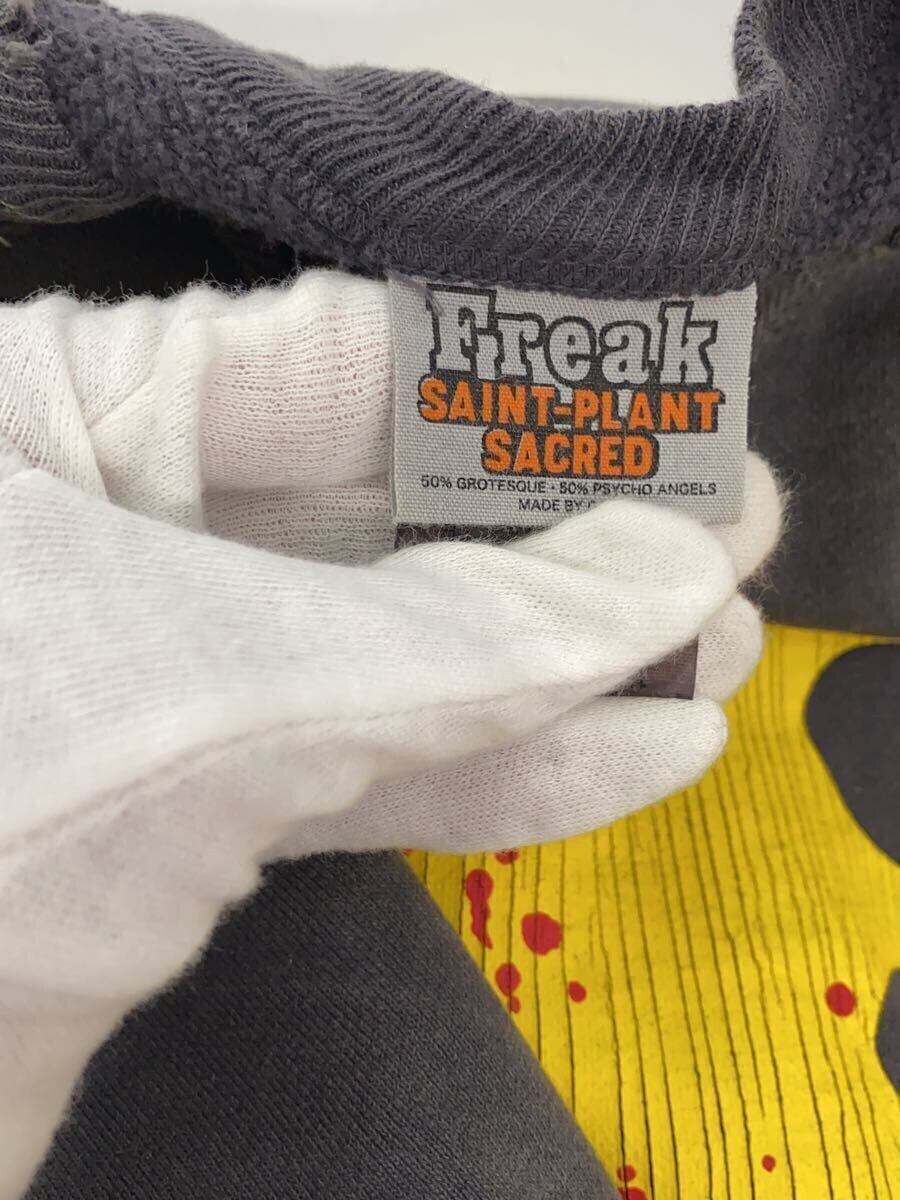 Freak
SAINT-PLANT
SACRED
50% GROTESQUE · 50% PSYCHO ANGELS
MADE BY